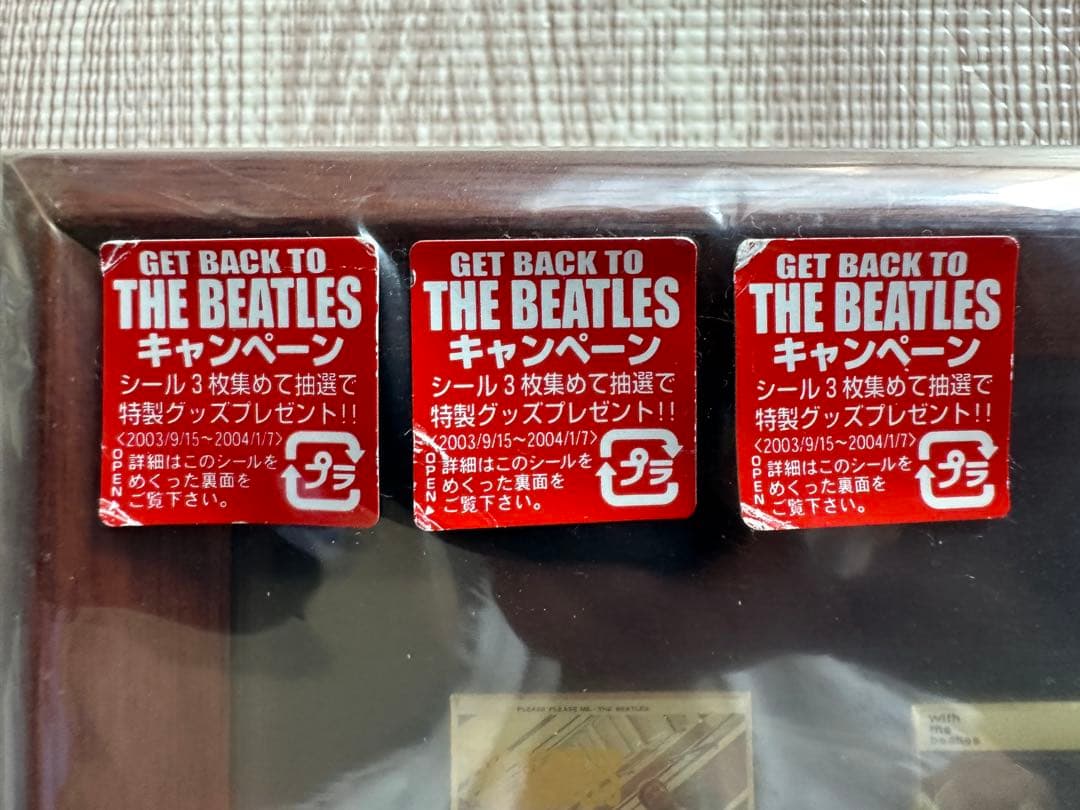 GET BACK TO
THE BEATLES
キャンペーン
シール3枚集めて抽選で
特製グッズプレゼント!!
<2003/9/15~2004/1/7>
OPEN
詳細はこのシールを
めくった裏面を
ご覧下さい。
プラ
GET BACK TO
THE BEATLES
キャンペーン
シール3枚集めて抽選で
特製グッズプレゼント!!
<2003/9/15~2004/1/7>
OPEN▶
詳細はこのシールを
めくった裏面を
ご覧下さい。
プラ
GET BACK TO
THE BEATLES
キャンペーン
シール3枚集めて抽選で
特製グッズプレゼント!!
<2003/9/15~2004/1/7>
OPEN
詳細はこのシールを
めくった裏面を
ご覧下さい。
プラ
PLEASE PLEASE ME · THE BEATLES
with
the
beatles